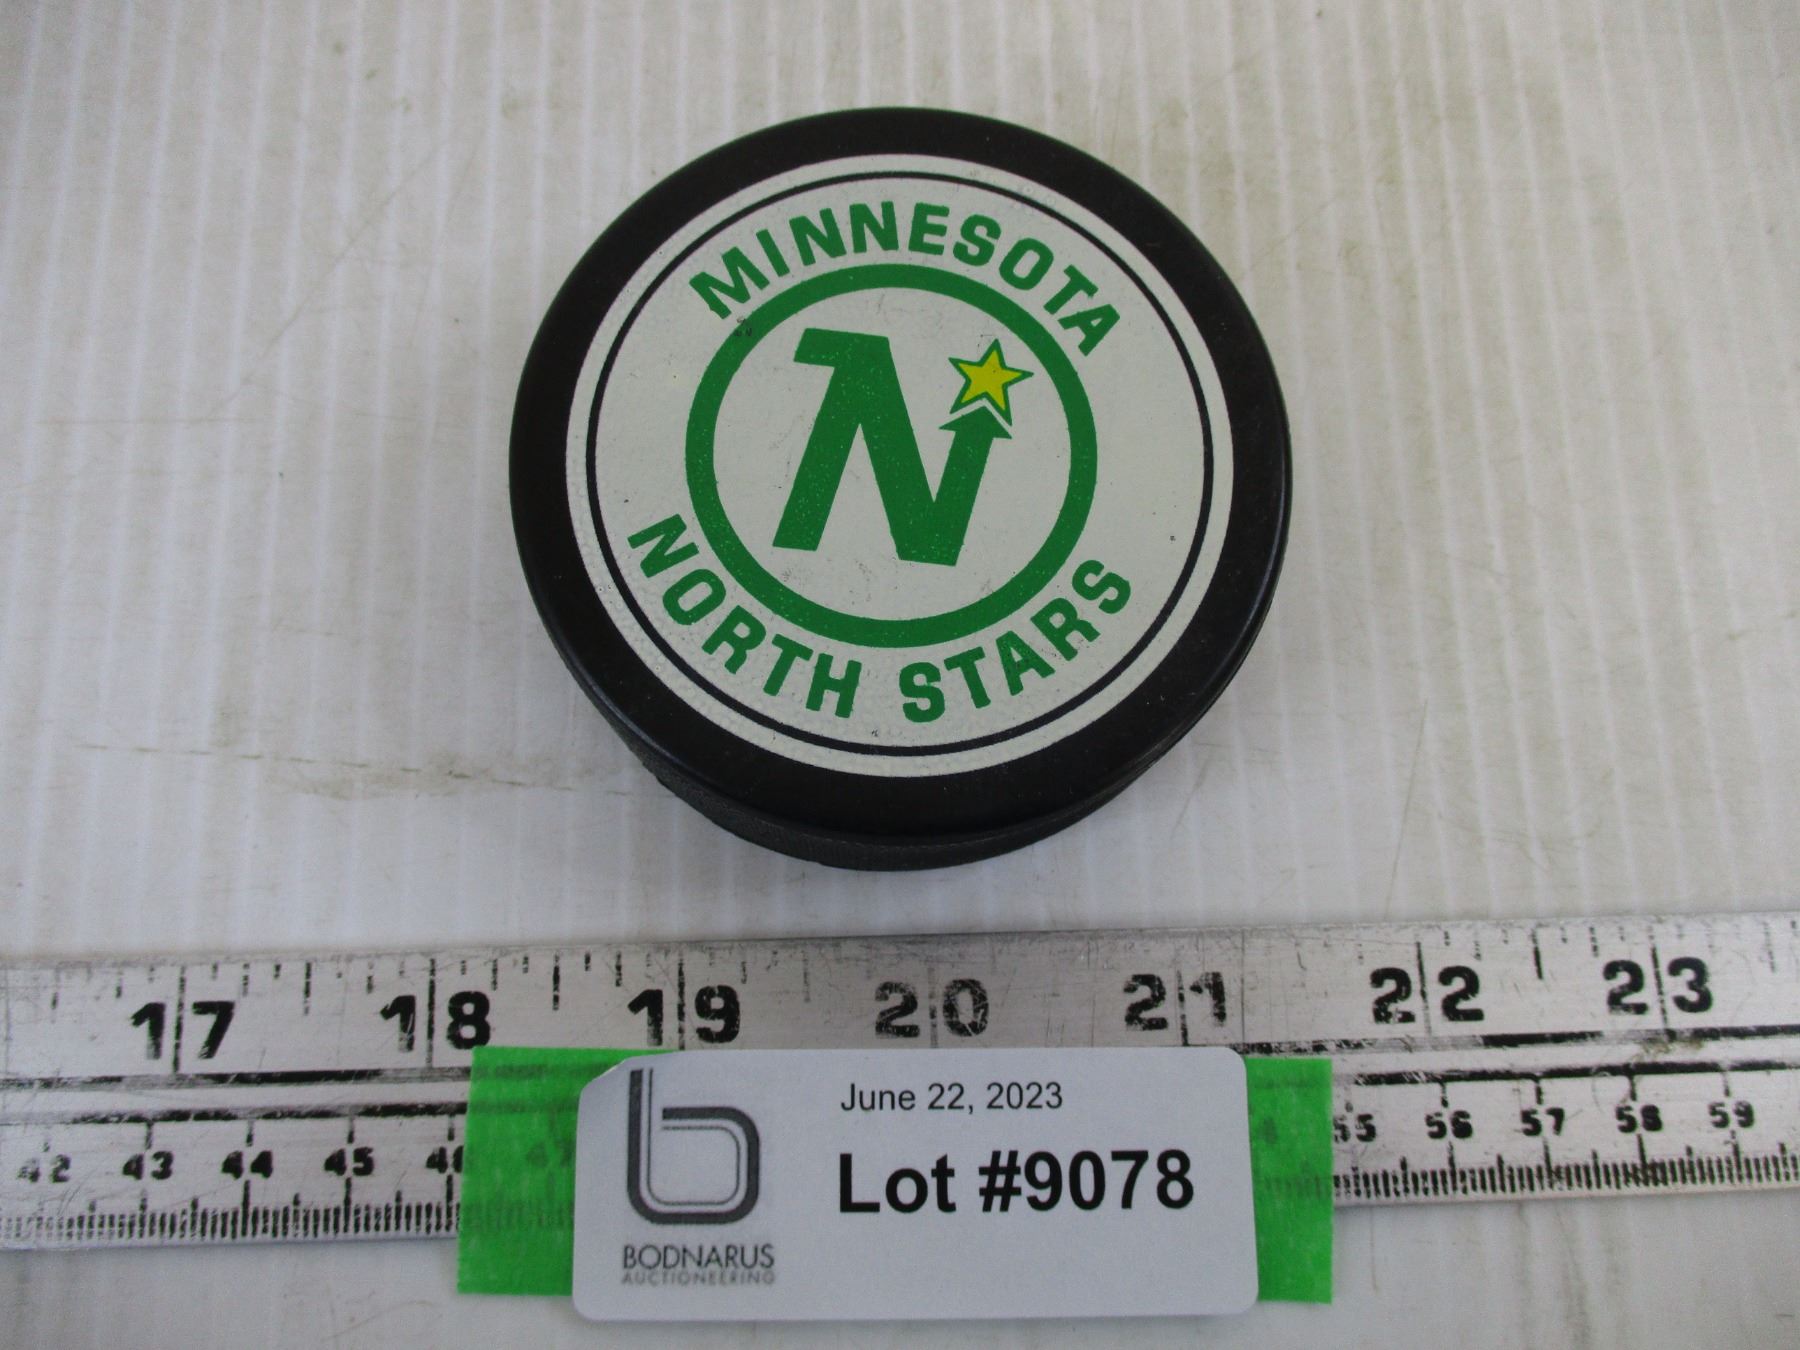 MINNESOTA
N
NORTH STARS
17 18 19 20 21 22 23
42 43 44 45 55 56 57 58 59
June 22, 2023
Lot #9078
b
BODNARUS
AUCTIONEERING